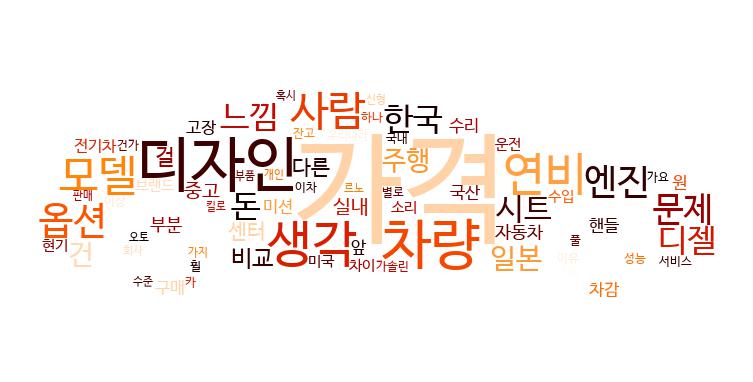 혹시
사람
신형
느낌
하나
한국
고장
수리
잔고
국내
전기차
건가
걸
디자인
다른
가격
주행
운전
모델
부품
개인
연비
엔진
가요
원
판매
브랜드
중고
이차
르노
별로
국산
수입
옵션
킬로
돈
미션
실내
소리
시트
문제
부분
센터
핸들
자동차
현기
오토
생각
앞
차량
풀
디젤
건
회사
가지
비교
미국
일본
이유
성능
서비스
휠
차이
가솔린
수준
구매
카
차감